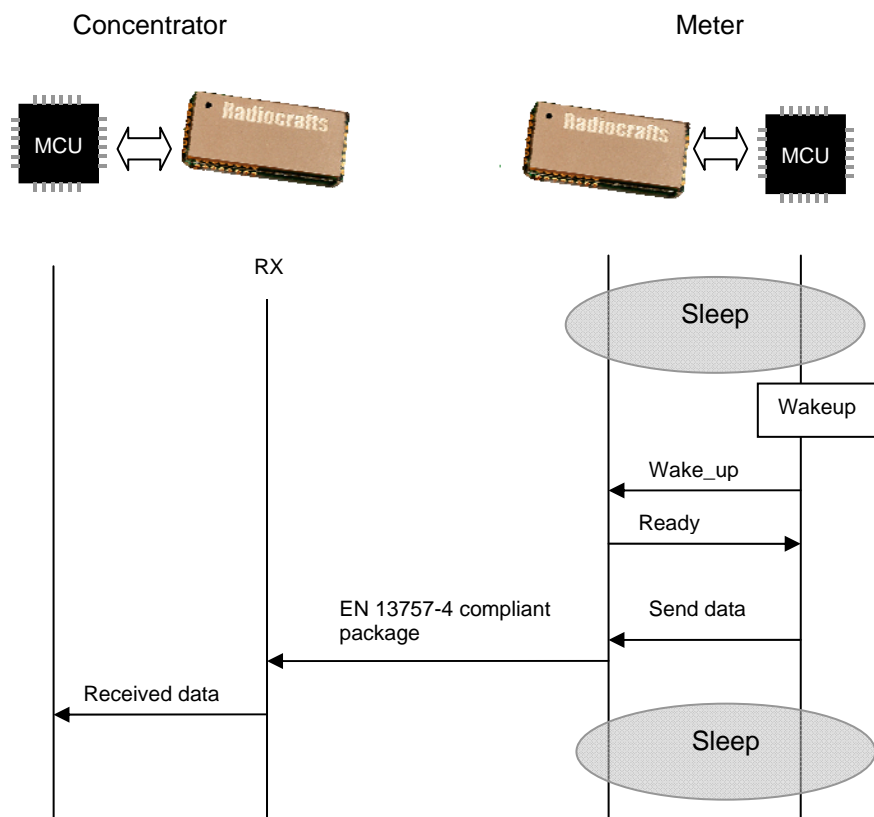 Concentrator
Meter
MCU
Radiocrafts
Radiocrafts
MCU
RX
Sleep
Wakeup
Wake_up
Ready
EN 13757-4 compliant
package
Send data
Received data
Sleep